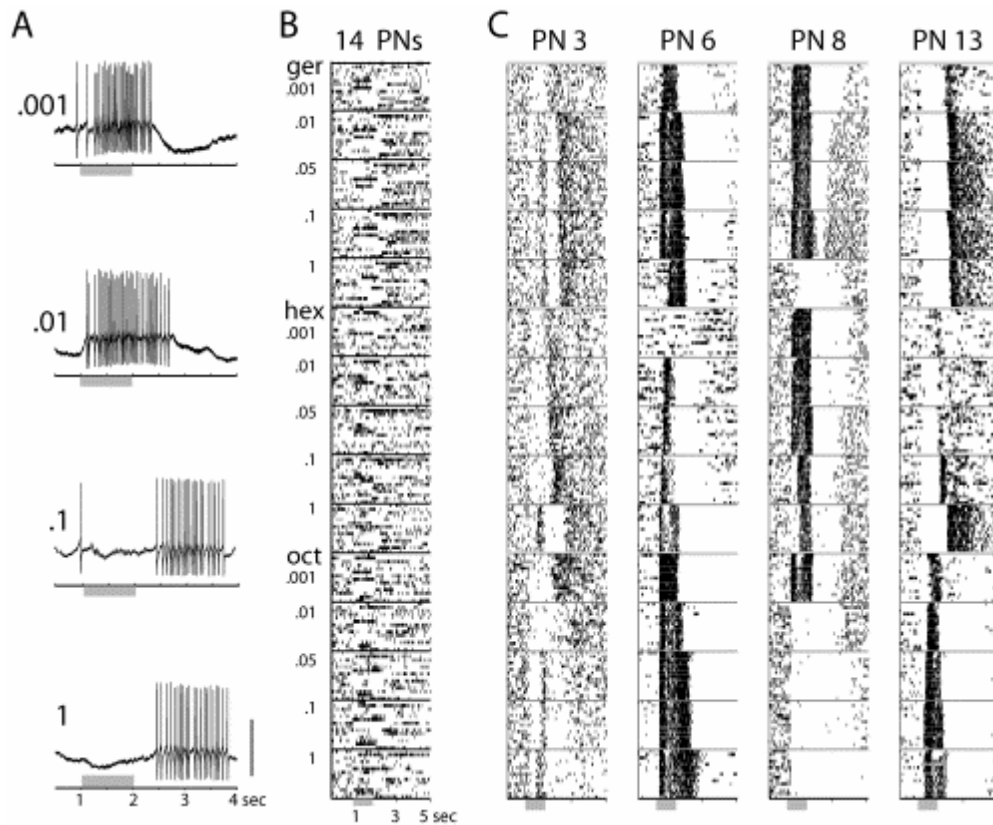 A
.001
.01
.1
1
1 2 3 4 sec
B
14 PNs
ger
.001
.01
.05
.1
1
hex
.001
.01
.05
.1
1
oct
.001
.01
.05
.1
1
1 3 5 sec
C
PN 3 PN 6 PN 8 PN 13